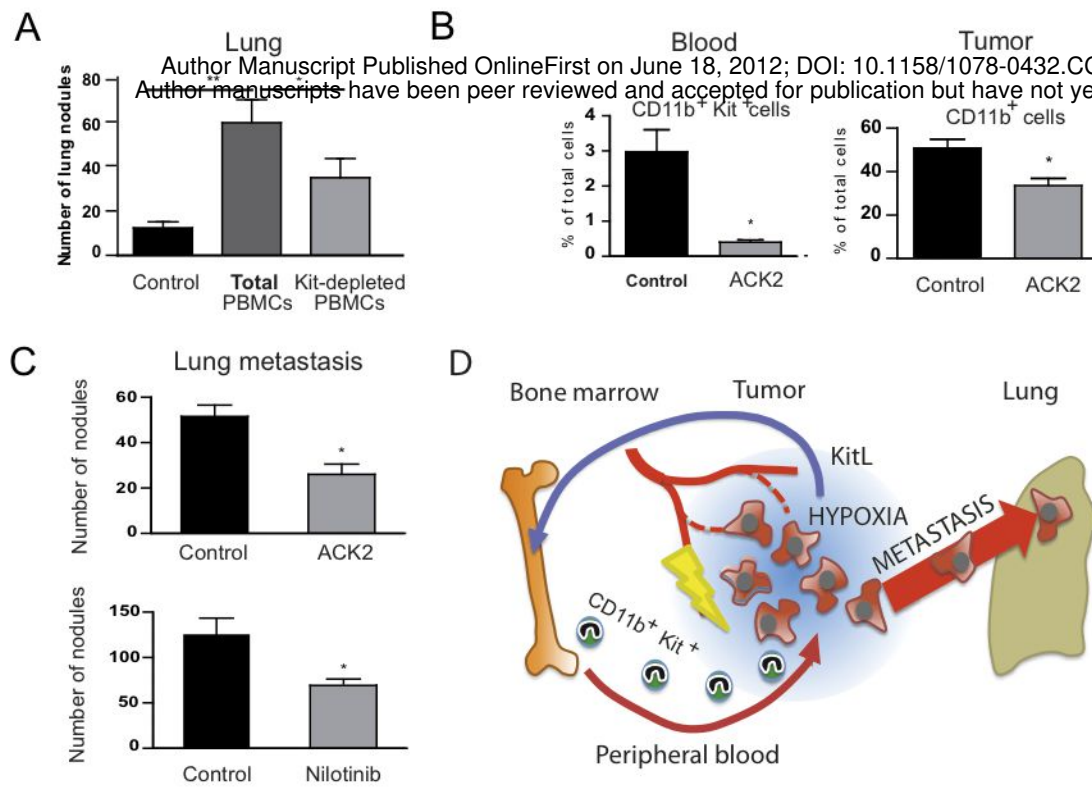 A
B
Lung
Blood
Tumor
Author Manuscript Published OnlineFirst on June 18, 2012; DOI: 10.1158/1078-0432.CC
Author manuscripts have been peer reviewed and accepted for publication but have not ye
Number of lung nodules
80
60
40
20
0
** *
Control
Total PBMCs
Kit-depleted PBMCs
CD11b+ Kit + cells
% of total cells
4
3
2
1
0
*
Control
ACK2
CD11b+ cells
% of total cells
60
40
20
0
*
Control
ACK2
C
Lung metastasis
Number of nodules
60
40
20
0
*
Control
ACK2
Number of nodules
150
100
50
0
*
Control
Nilotinib
D
Bone marrow
Tumor
Lung
KitL
HYPOXIA
METASTASIS
CD11b+ Kit +
Peripheral blood